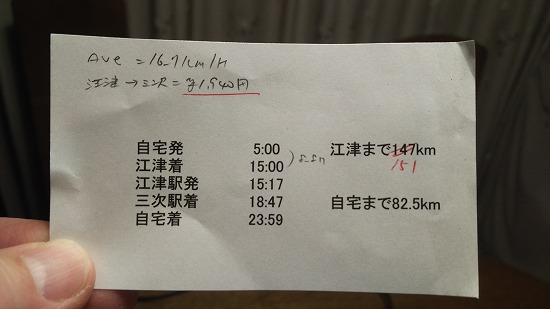 Ave =16.71km/H
江津→三次=¥1,940円
自宅発 5:00 江津まで147km
江津着 15:00 151
江津駅発 15:17
三次駅着 18:47 自宅まで82.5km
自宅着 23:59